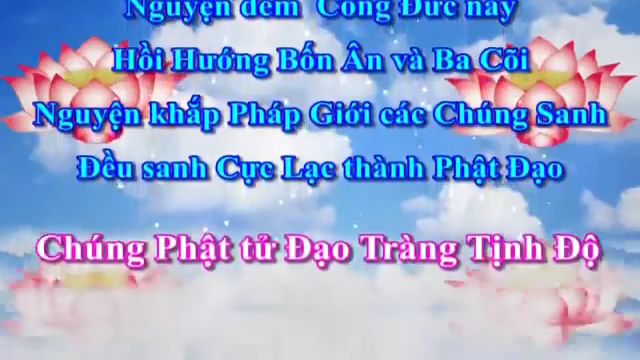 Nguyện đem Công Đức này
Hồi Hướng Bốn Ân và Ba Cõi
Nguyện khắp Pháp Giới các Chúng Sanh
Đều sanh Cực Lạc thành Phật Đạo
Chúng Phật tử Đạo Tràng Tịnh Độ